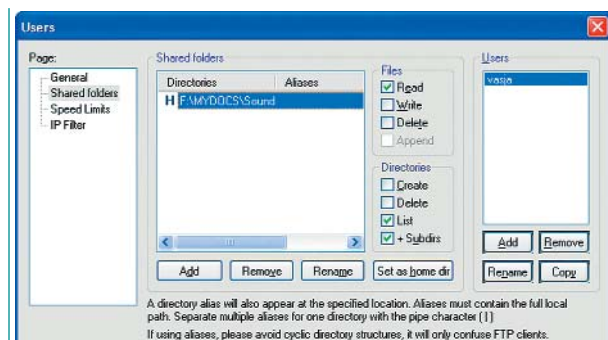 Users
Page:
General
Shared folders
Speed Limits
IP Filter
Shared folders
Directories Aliases
H F:\MYDOCS\Sound
Files
Read
Write
Delete
Append
Directories
Create
Delete
List
+ Subdirs
Add Remove Rename Set as home dir
Users
vasja
Add Remove
Rename Copy
A directory alias will also appear at the specified location. Aliases must contain the full local
path. Separate multiple aliases for one directory with the pipe character ( | )
If using aliases, please avoid cyclic directory structures, it will only confuse FTP clients.